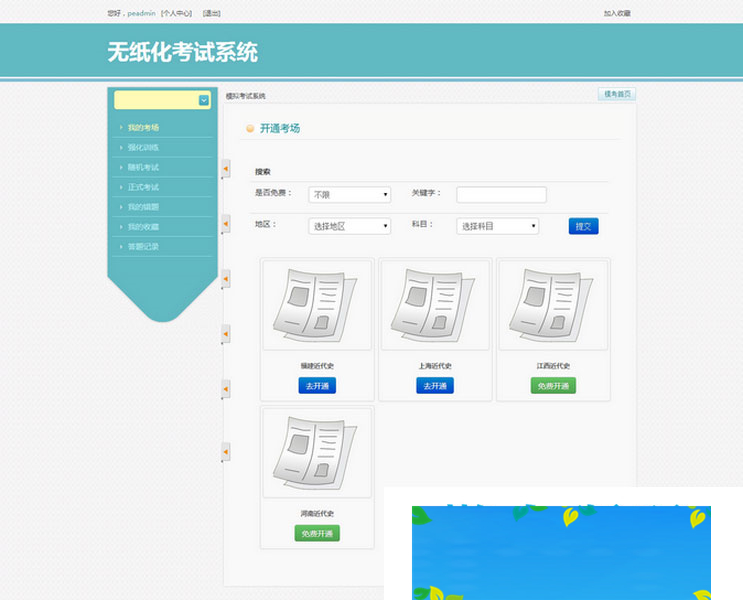 您好，peadmin [个人中心] [退出] 加入收藏
无纸化考试系统
模拟考试系统
我的考场
强化训练
随机考试
正式考试
我的错题
我的收藏
答题记录
开通考场
搜索
是否免费： 不限 关键字：
地区： 选择地区 科目： 选择科目 提交
福建近代史 上海近代史 江西近代史
去开通 去开通 免费开通
河南近代史
免费开通